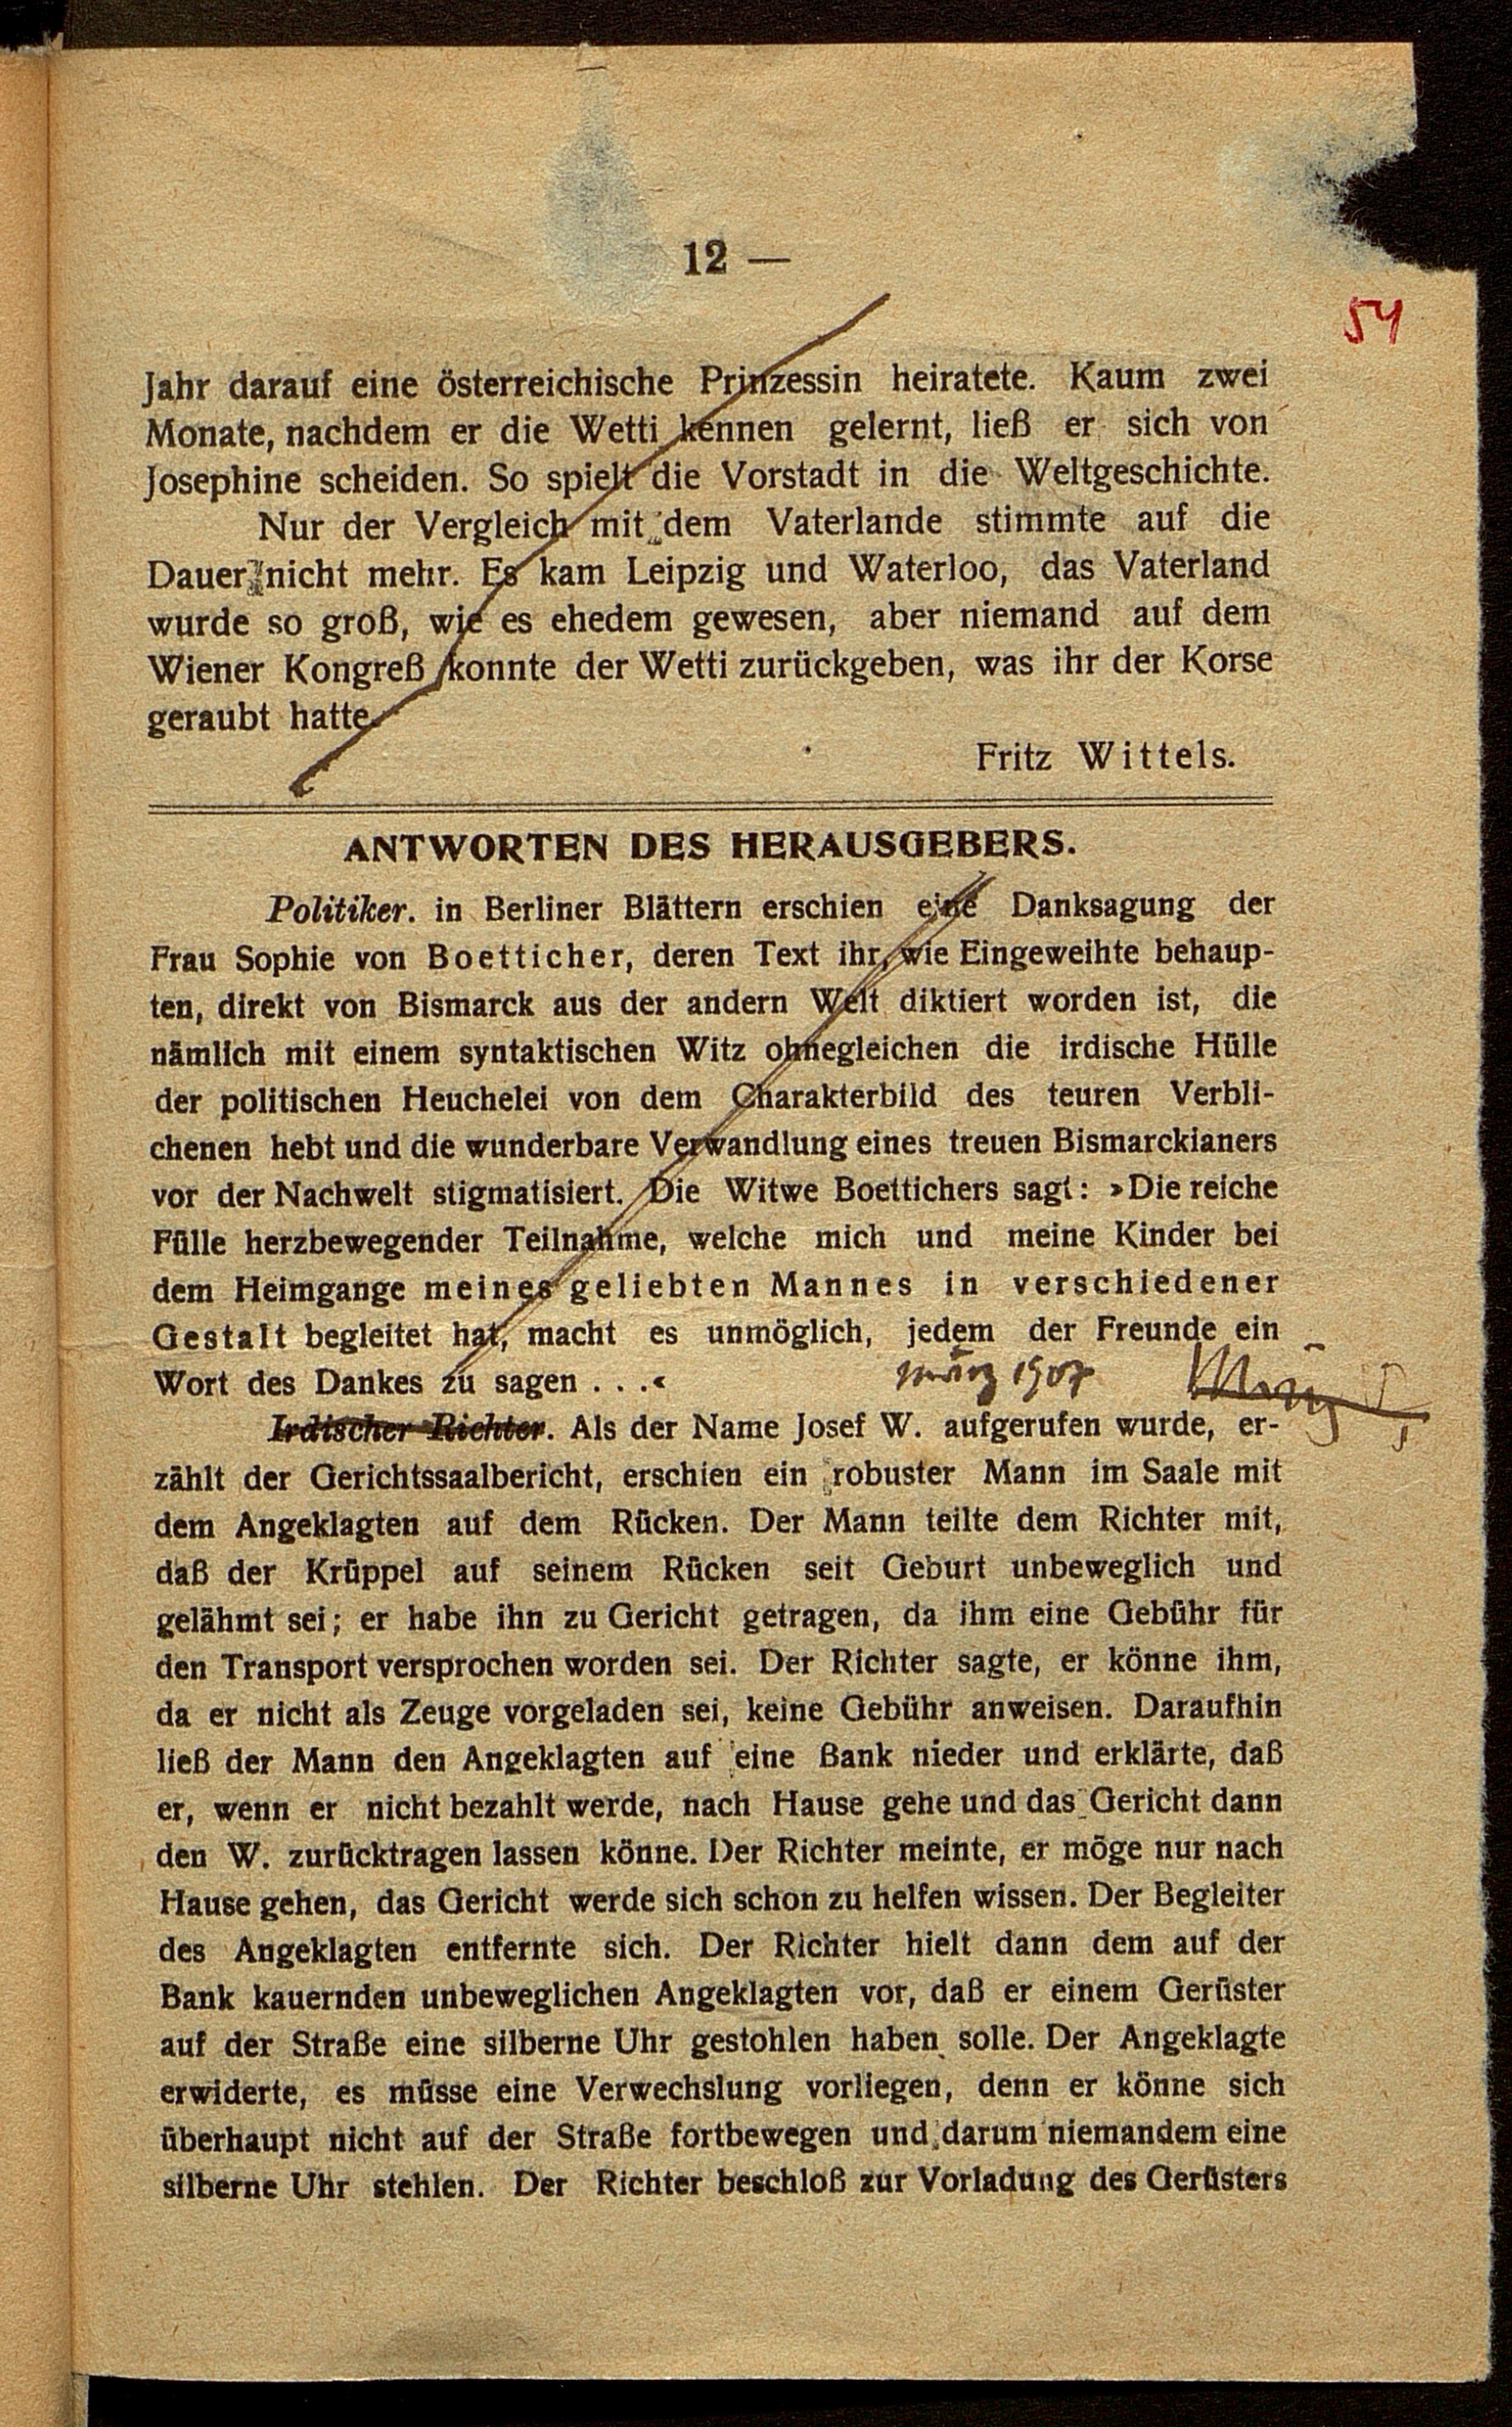 12 —
54
Jahr darauf eine österreichische Prinzessin heiratete. Kaum zwei
Monate, nachdem er die Wetti kennen gelernt, ließ er sich von
Josephine scheiden. So spielt die Vorstadt in die Weltgeschichte.
Nur der Vergleich mit dem Vaterlande stimmte auf die
Dauer nicht mehr. Es kam Leipzig und Waterloo, das Vaterland
wurde so groß, wie es ehedem gewesen, aber niemand auf dem
Wiener Kongreß konnte der Wetti zurückgeben, was ihr der Korse
geraubt hatte.
Fritz Wittels.
ANTWORTEN DES HERAUSGEBERS.
Politiker. in Berliner Blättern erschien eine Danksagung der
Frau Sophie von Boetticher, deren Text ihr, wie Eingeweihte behaup-
ten, direkt von Bismarck aus der andern Welt diktiert worden ist, die
nämlich mit einem syntaktischen Witz ohnegleichen die irdische Hülle
der politischen Heuchelei von dem Charakterbild des teuren Verbli-
chenen hebt und die wunderbare Verwandlung eines treuen Bismarckianers
vor der Nachwelt stigmatisiert. Die Witwe Boettichers sagt: »Die reiche
Fülle herzbewegender Teilnahme, welche mich und meine Kinder bei
dem Heimgange meines geliebten Mannes in verschiedener
Gestalt begleitet hat, macht es unmöglich, jedem der Freunde ein
Wort des Dankes zu sagen . . .«
März 1907
Irdischer Richter. Als der Name Josef W. aufgerufen wurde, er-
zählt der Gerichtssaalbericht, erschien ein robuster Mann im Saale mit
dem Angeklagten auf dem Rücken. Der Mann teilte dem Richter mit,
daß der Krüppel auf seinem Rücken seit Geburt unbeweglich und
gelähmt sei; er habe ihn zu Gericht getragen, da ihm eine Gebühr für
den Transport versprochen worden sei. Der Richter sagte, er könne ihm,
da er nicht als Zeuge vorgeladen sei, keine Gebühr anweisen. Daraufhin
ließ der Mann den Angeklagten auf eine Bank nieder und erklärte, daß
er, wenn er nicht bezahlt werde, nach Hause gehe und das Gericht dann
den W. zurücktragen lassen könne. Der Richter meinte, er möge nur nach
Hause gehen, das Gericht werde sich schon zu helfen wissen. Der Begleiter
des Angeklagten entfernte sich. Der Richter hielt dann dem auf der
Bank kauernden unbeweglichen Angeklagten vor, daß er einem Gerüster
auf der Straße eine silberne Uhr gestohlen haben solle. Der Angeklagte
erwiderte, es müsse eine Verwechslung vorliegen, denn er könne sich
überhaupt nicht auf der Straße fortbewegen und darum niemandem eine
silberne Uhr stehlen. Der Richter beschloß zur Vorladung des Gerüsters